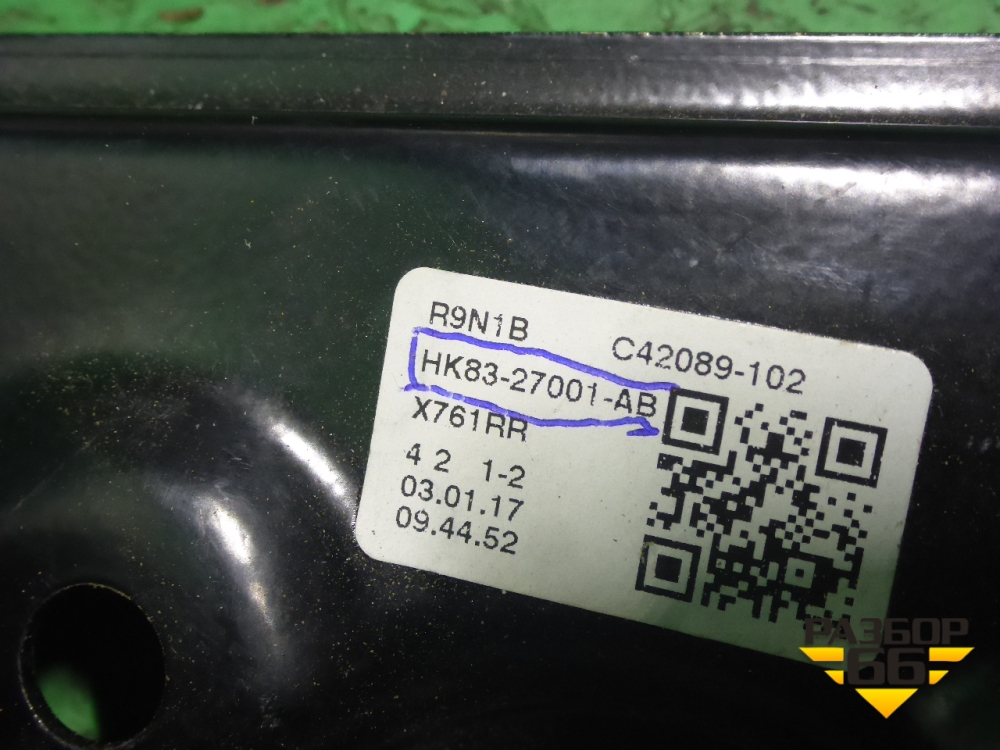 R9N1B
C42089-102
HK83-27001-AB
X761RR
4 2 1-2
03.01.17
09.44.52
РАЗБОР
66